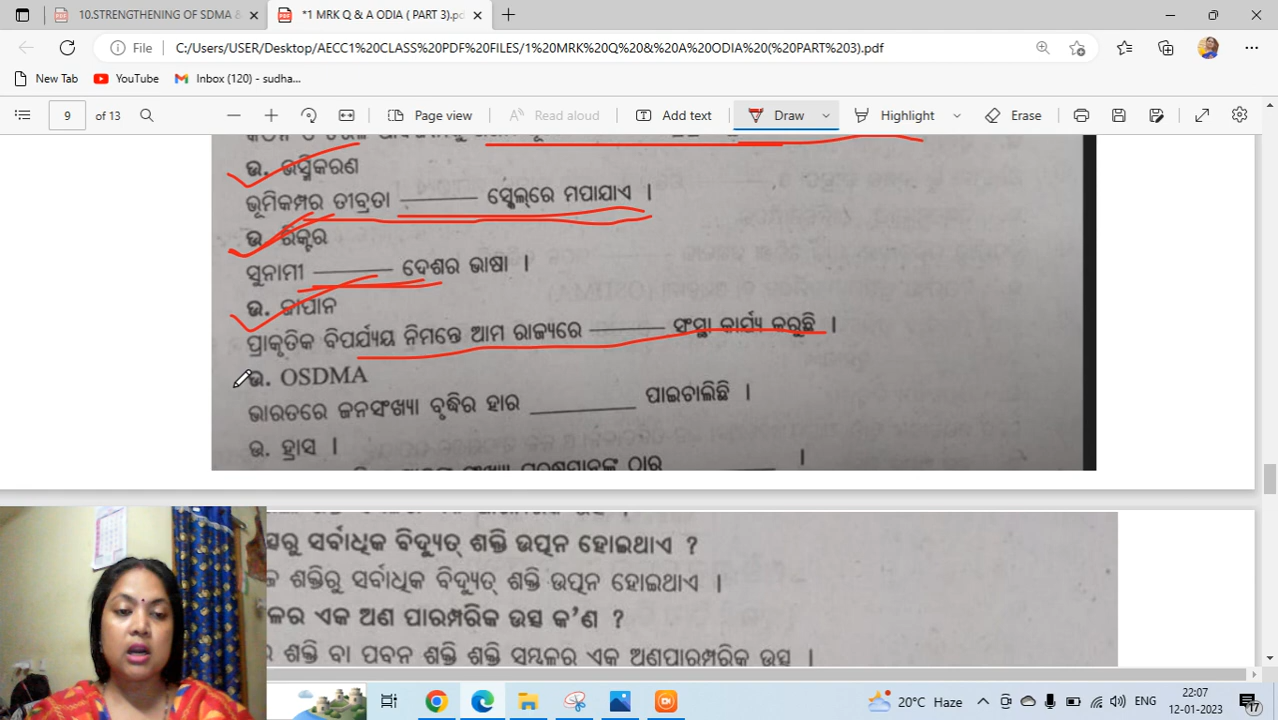 10.STRENGTHENING OF SDMA &
*1 MRK Q & A ODIA ( PART 3).pdf
File
C:/Users/USER/Desktop/AECC1%20CLASS%20PDF%20FILES/1%20MRK%20Q%20&%20A%20ODIA%20(%20PART%203).pdf
New Tab
YouTube
Inbox (120) - sudha...
9
of 13
Page view
Read aloud
Add text
Draw
Highlight
Erase
ଉ. ଭସ୍ମିକରଣ
ଭୂମିକମ୍ପର ତୀବ୍ରତା ______ ସ୍କେଲ୍‌ରେ ମପାଯାଏ ।
ଉ. ରିକ୍ଟର
ସୁନାମୀ ______ ଦେଶର ଭାଷା ।
ଉ. ଜାପାନ
ପ୍ରାକୃତିକ ବିପର୍ଯ୍ୟୟ ନିମନ୍ତେ ଆମ ରାଜ୍ୟରେ ______ ସଂସ୍ଥା କାର୍ଯ୍ୟ କରୁଛି ।
ଉ. OSDMA
ଭାରତରେ ଜନସଂଖ୍ୟା ବୃଦ୍ଧିର ହାର ______ ପାଇଚାଲିଛି ।
ଉ. ହ୍ରାସ ।
ସର୍ବାଧିକ ବିଦ୍ୟୁତ୍ ଶକ୍ତି ଉତ୍ପନ ହୋଇଥାଏ ?
ଶକ୍ତିରୁ ସର୍ବାଧିକ ବିଦ୍ୟୁତ୍ ଶକ୍ତି ଉତ୍ପନ ହୋଇଥାଏ ।
ଏକ ଅଣ ପାରମ୍ପରିକ ଉତ୍ସ କ'ଣ ?
ଶକ୍ତି ବା ପବନ ଶକ୍ତି ଶକ୍ତି ସମ୍ବଳର ଏକ ଅଣପାରମ୍ପରିକ ଉତ୍ସ ।
20°C Haze
ENG
22:07
12-01-2023
17